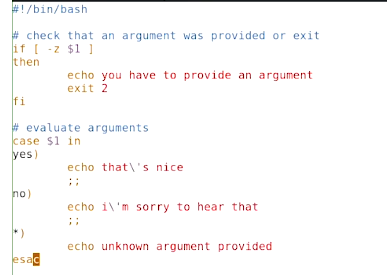 #!/bin/bash

# check that an argument was provided or exit
if [ -z $1 ]
then
        echo you have to provide an argument
        exit 2
fi

# evaluate arguments
case $1 in
yes)
        echo that\'s nice
        ;;
no)
        echo i\'m sorry to hear that
        ;;
*)
        echo unknown argument provided
esac